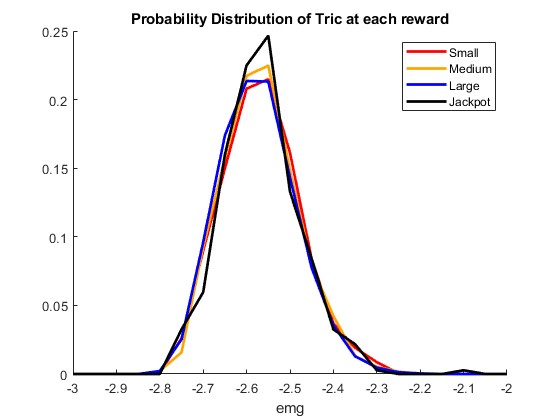 Probability Distribution of Tric at each reward
0.25
0.2
0.15
0.1
0.05
0
-3 -2.9 -2.8 -2.7 -2.6 -2.5 -2.4 -2.3 -2.2 -2.1 -2
emg
Small
Medium
Large
Jackpot